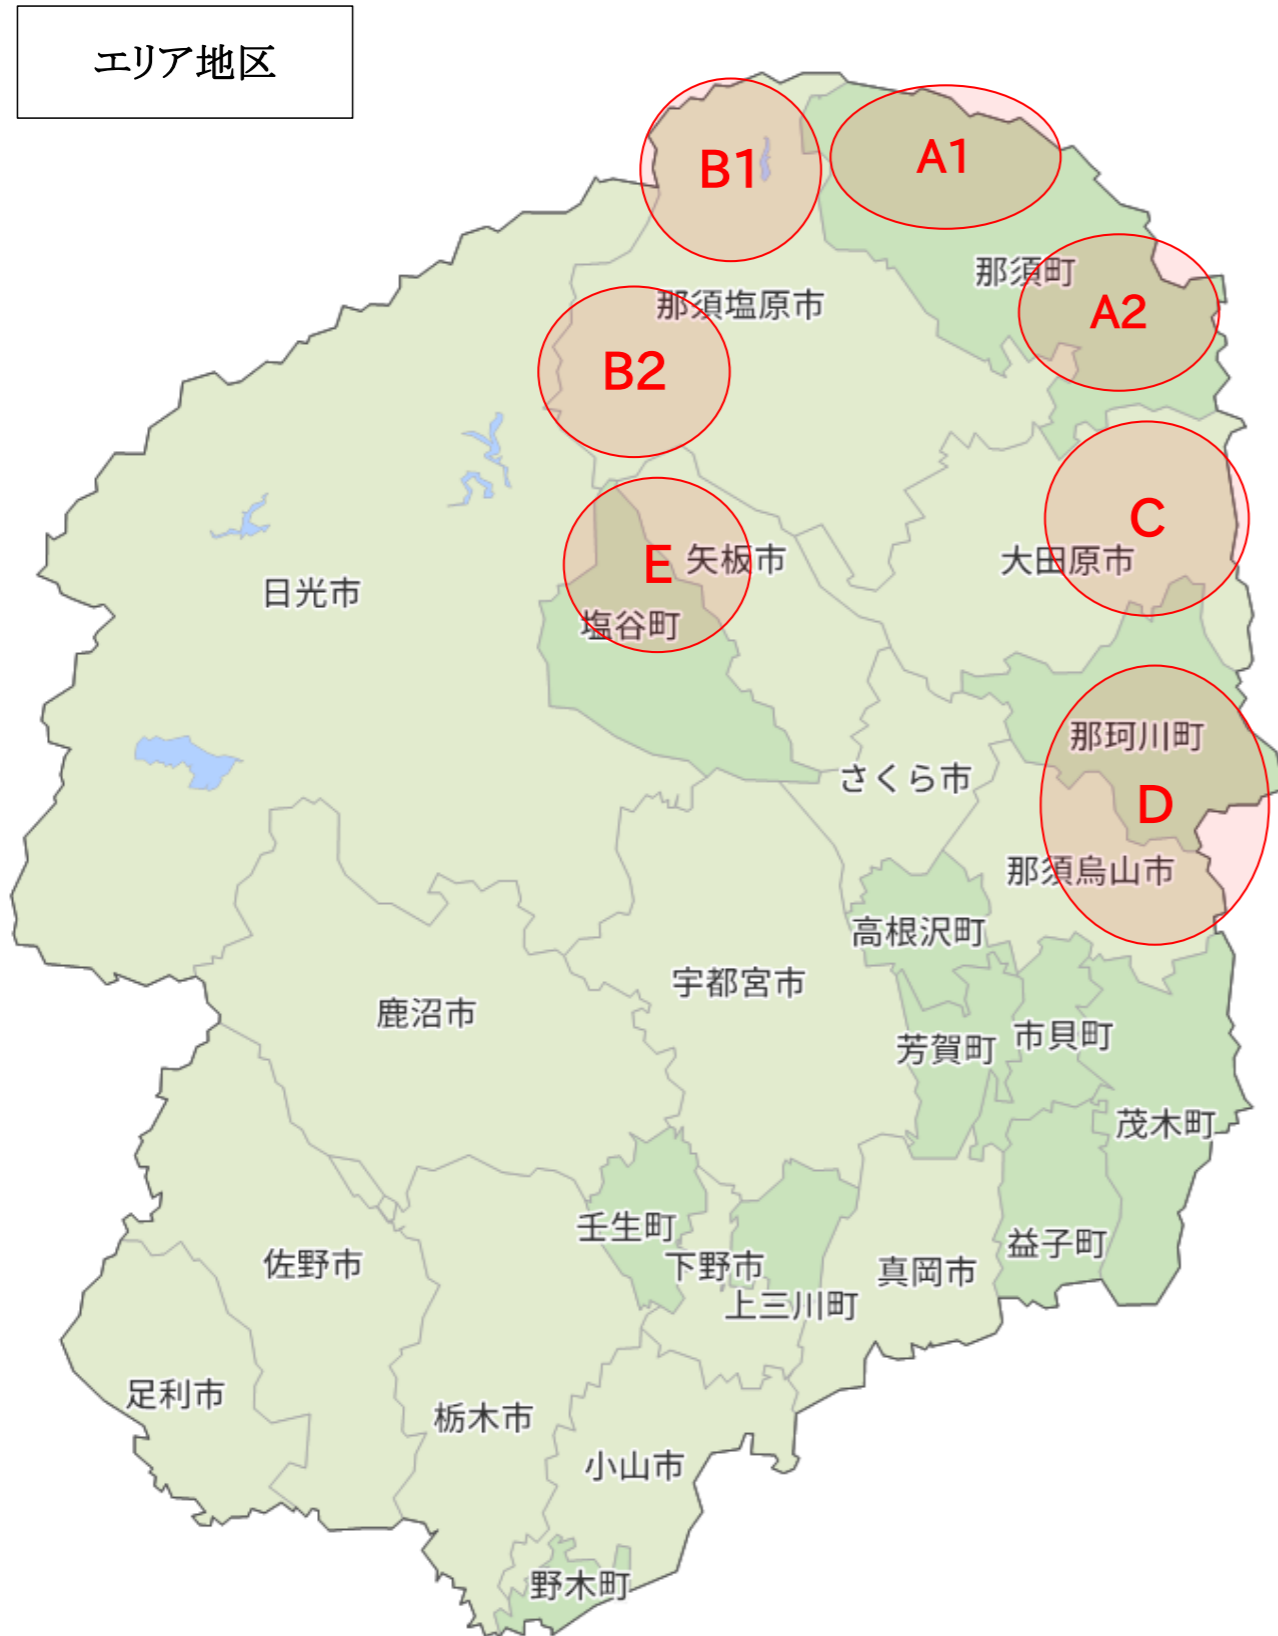 エリア地区
B1
A1
那須町
那須塩原市
A2
B2
C
矢板市
大田原市
E
日光市
塩谷町
那珂川町
さくら市
D
那須烏山市
高根沢町
宇都宮市
鹿沼市
芳賀町
市貝町
茂木町
壬生町
益子町
佐野市
下野市
真岡市
上三川町
足利市
栃木市
小山市
野木町